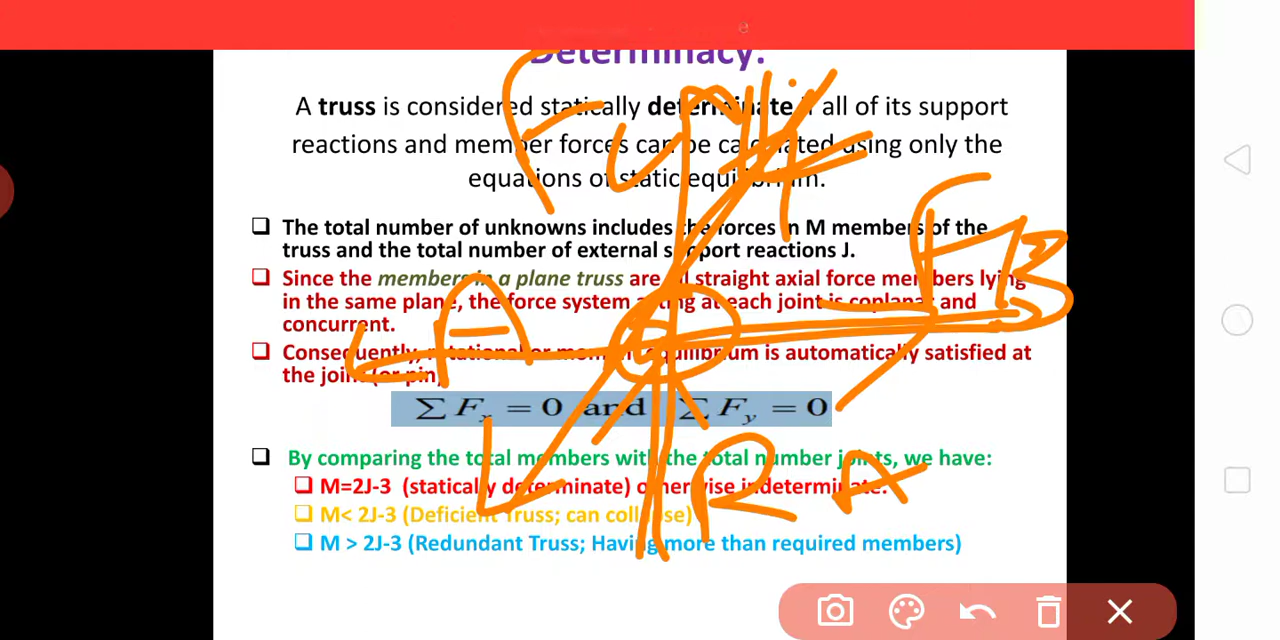 Determinacy:
A truss is considered statically determinate if all of its support
reactions and member forces can be calculated using only the
equations of static equilibrium.
❑ The total number of unknowns includes the forces in M members of the
truss and the total number of external support reactions J.
❑ Since the members in a plane truss are all straight axial force members lying
in the same plane, the force system acting at each joint is coplanar and
concurrent.
❑ Consequently, rotational or moment equilibrium is automatically satisfied at
the joint (or pin)
∑ Fx = 0 and ∑ Fy = 0
❑ By comparing the total members with the total number joints, we have:
❑ M=2J-3 (statically determinate) otherwise indeterminate.
❑ M< 2J-3 (Deficient Truss; can collapse)
❑ M > 2J-3 (Redundant Truss; Having more than required members)
Fy
A
RA